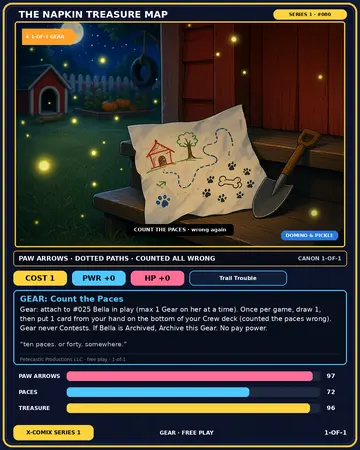 THE NAPKIN TREASURE MAP
SERIES 1 · #080
1-OF-1 GEAR
COUNT THE PACES · wrong again
DOMINO & PICKLE
PAW ARROWS · DOTTED PATHS · COUNTED ALL WRONG
CANON 1-OF-1
COST 1
PWR +0
HP +0
Trail Trouble
GEAR: Count the Paces
Gear: attach to #025 Bella in play (max 1 Gear on her at a time). Once per game, draw 1,
then put 1 card from your hand on the bottom of your Crew deck (counted the paces wrong).
Gear never Contests. If Bella is Archived, Archive this Gear. No pay power.
"ten paces. or forty. somewhere."
Perlecastic Productions LLC · free play · 1-of-1
PAW ARROWS
97
PACES
72
TREASURE
96
X-COMIX SERIES 1
GEAR · FREE PLAY
1-OF-1